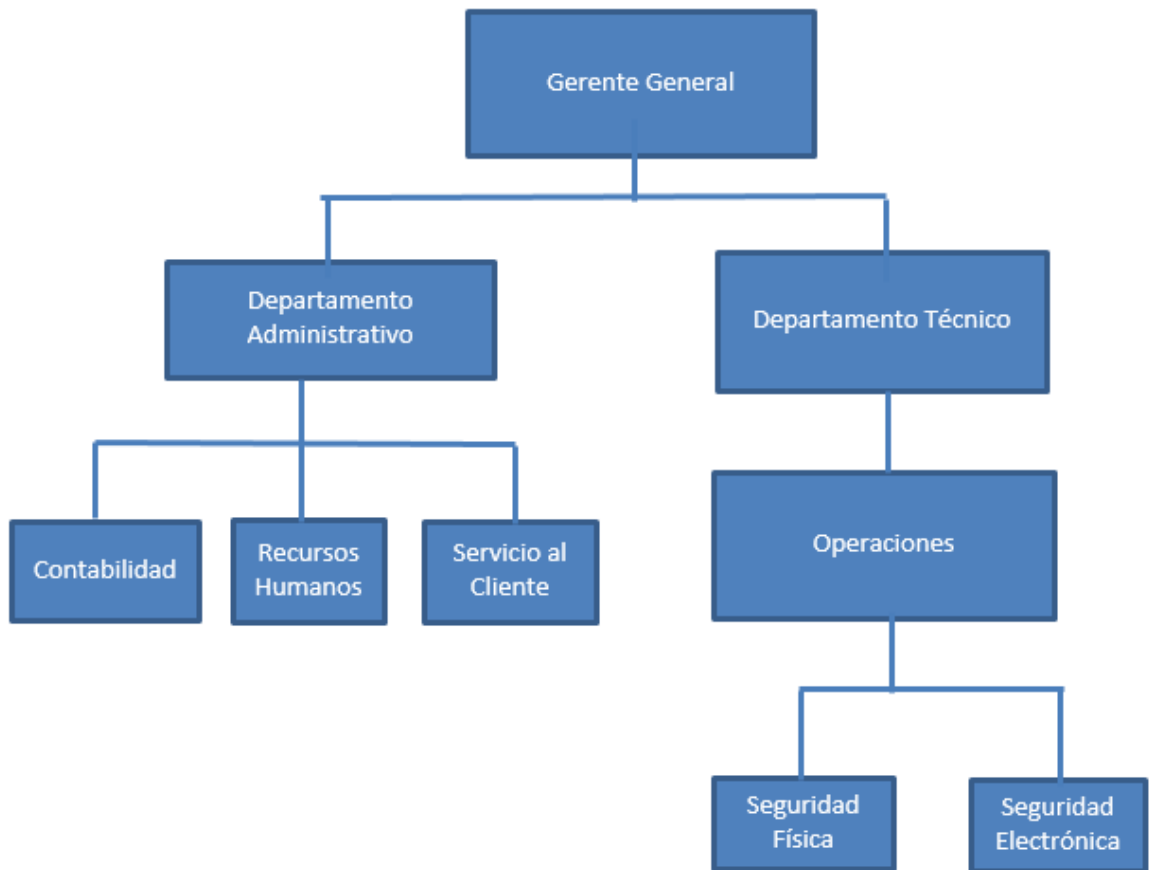 Gerente General
Departamento
Administrativo
Departamento Técnico
Operaciones
Contabilidad
Recursos
Humanos
Servicio al
Cliente
Seguridad
Física
Seguridad
Electrónica